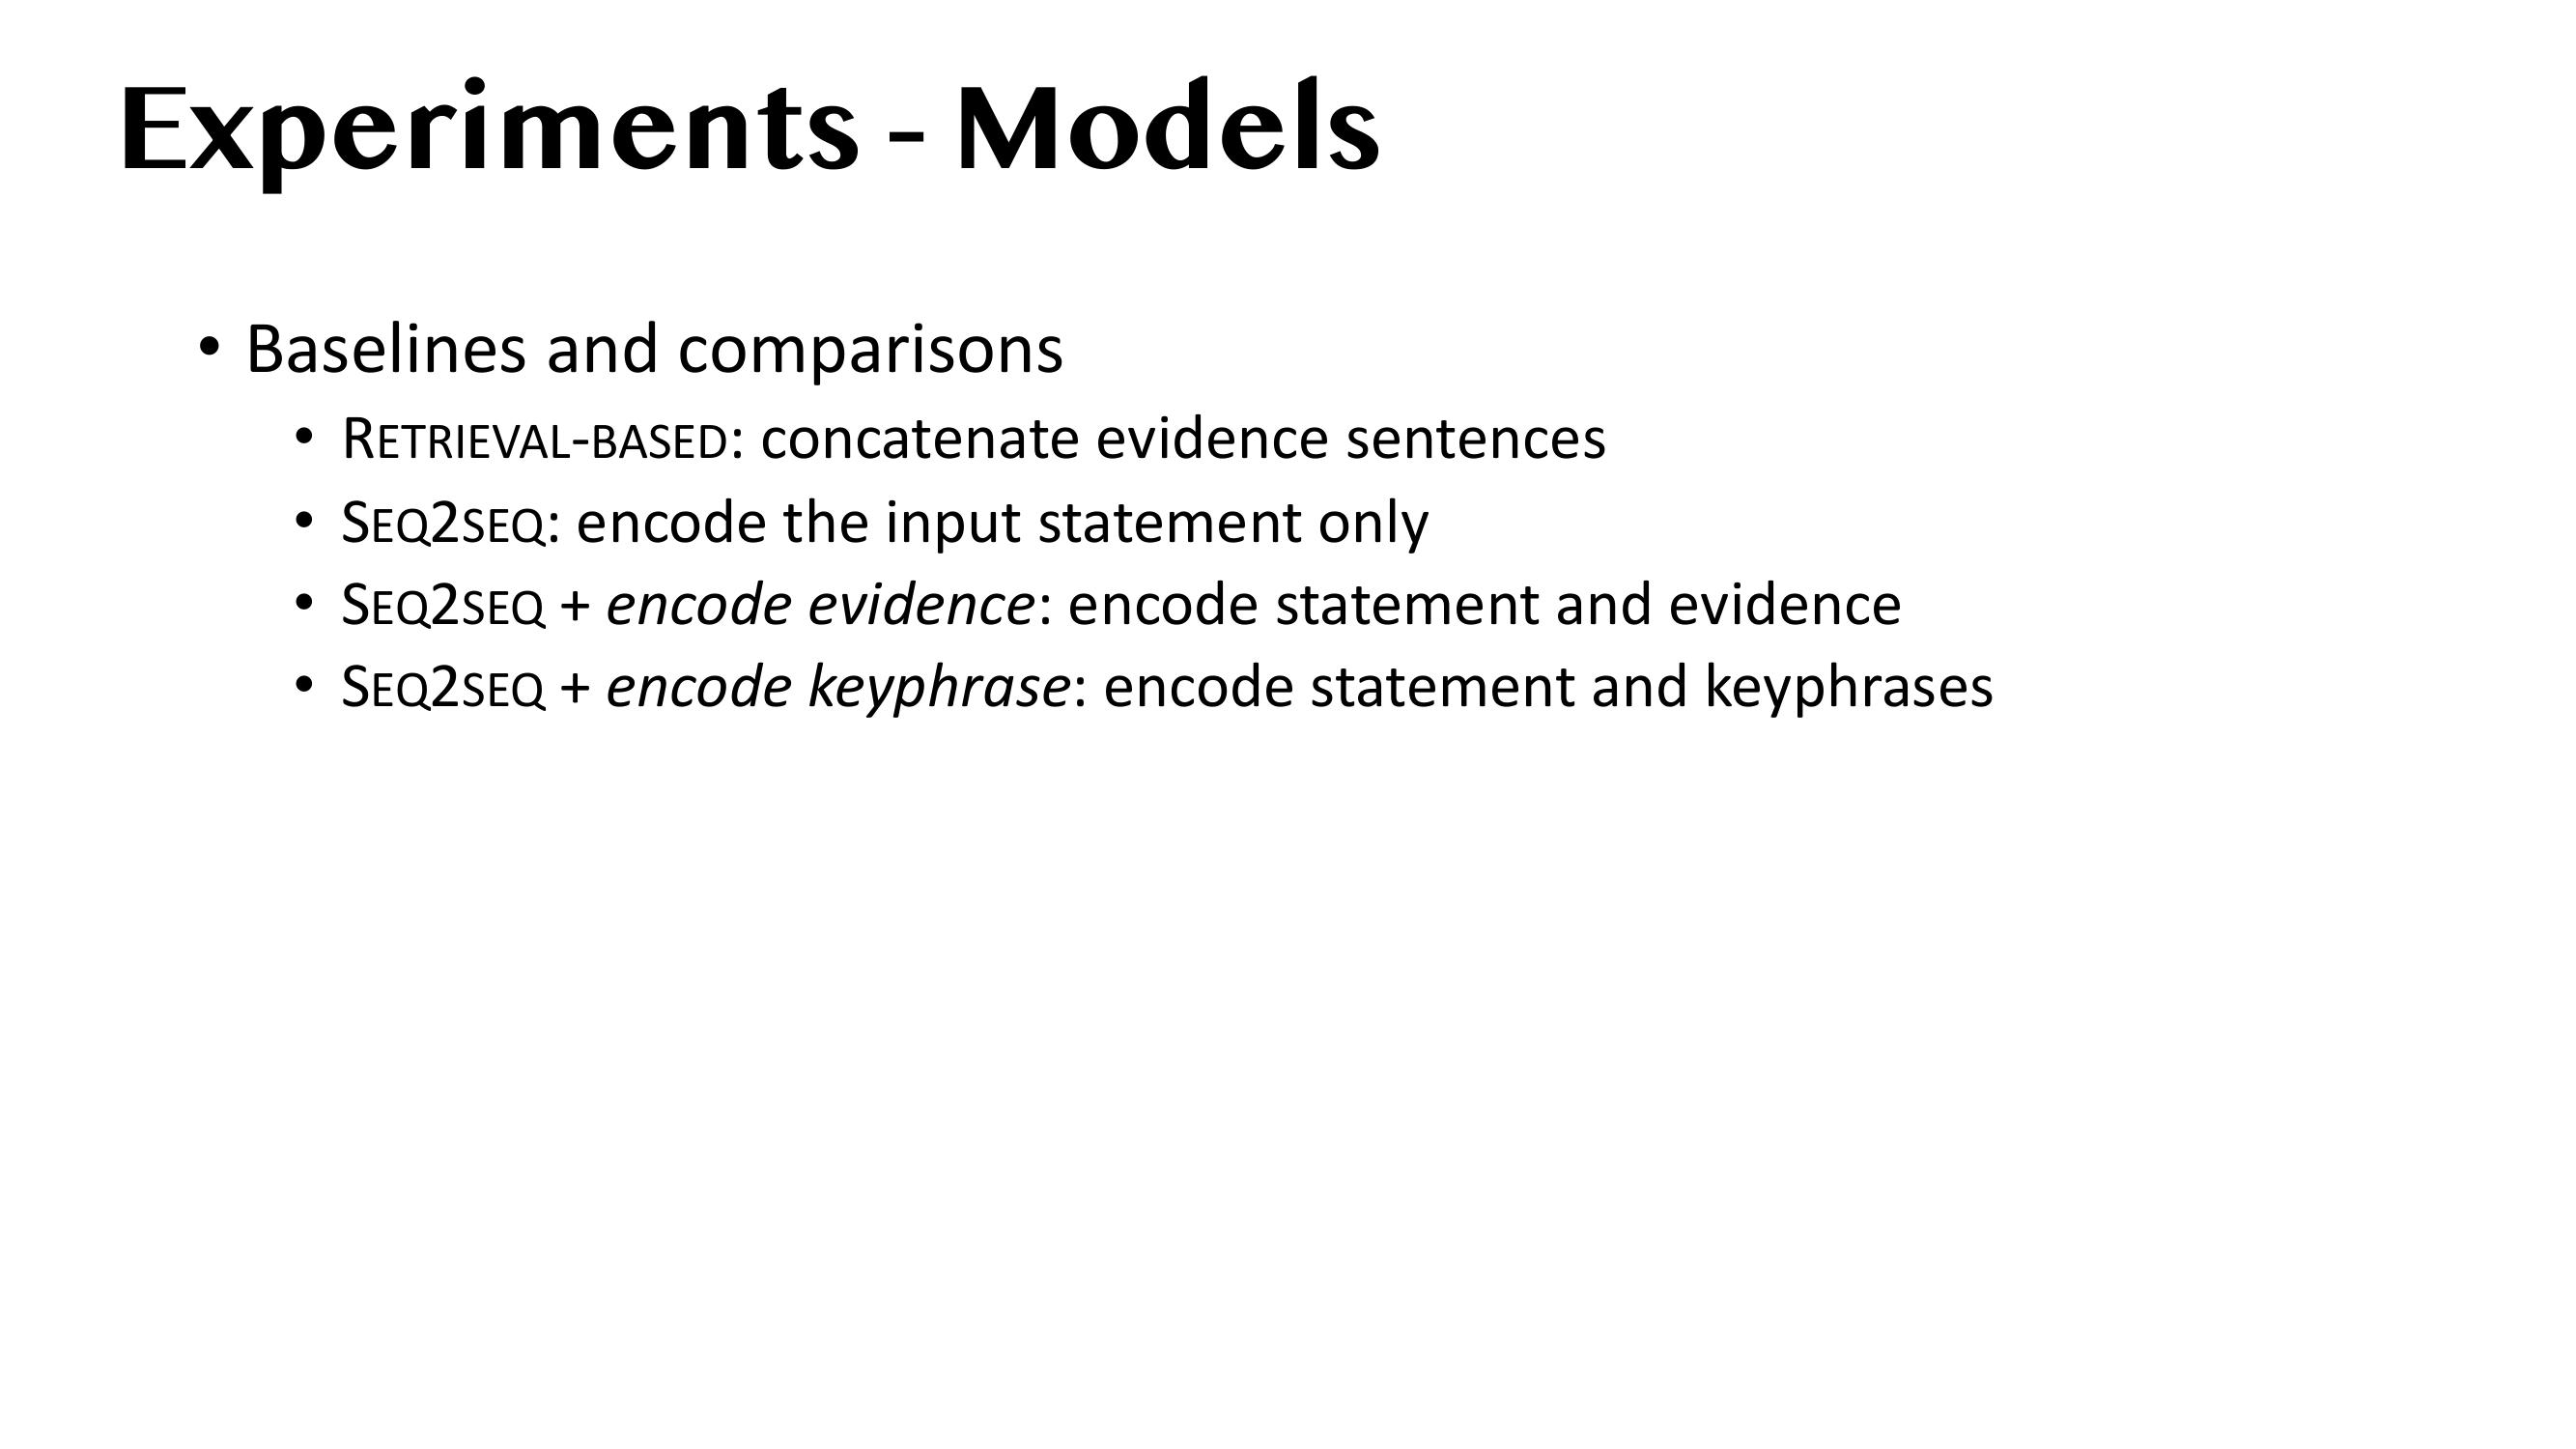 Experiments - Models
• Baselines and comparisons
• RETRIEVAL-BASED: concatenate evidence sentences
• SEQ2SEQ: encode the input statement only
• SEQ2SEQ + encode evidence: encode statement and evidence
• SEQ2SEQ + encode keyphrase: encode statement and keyphrases